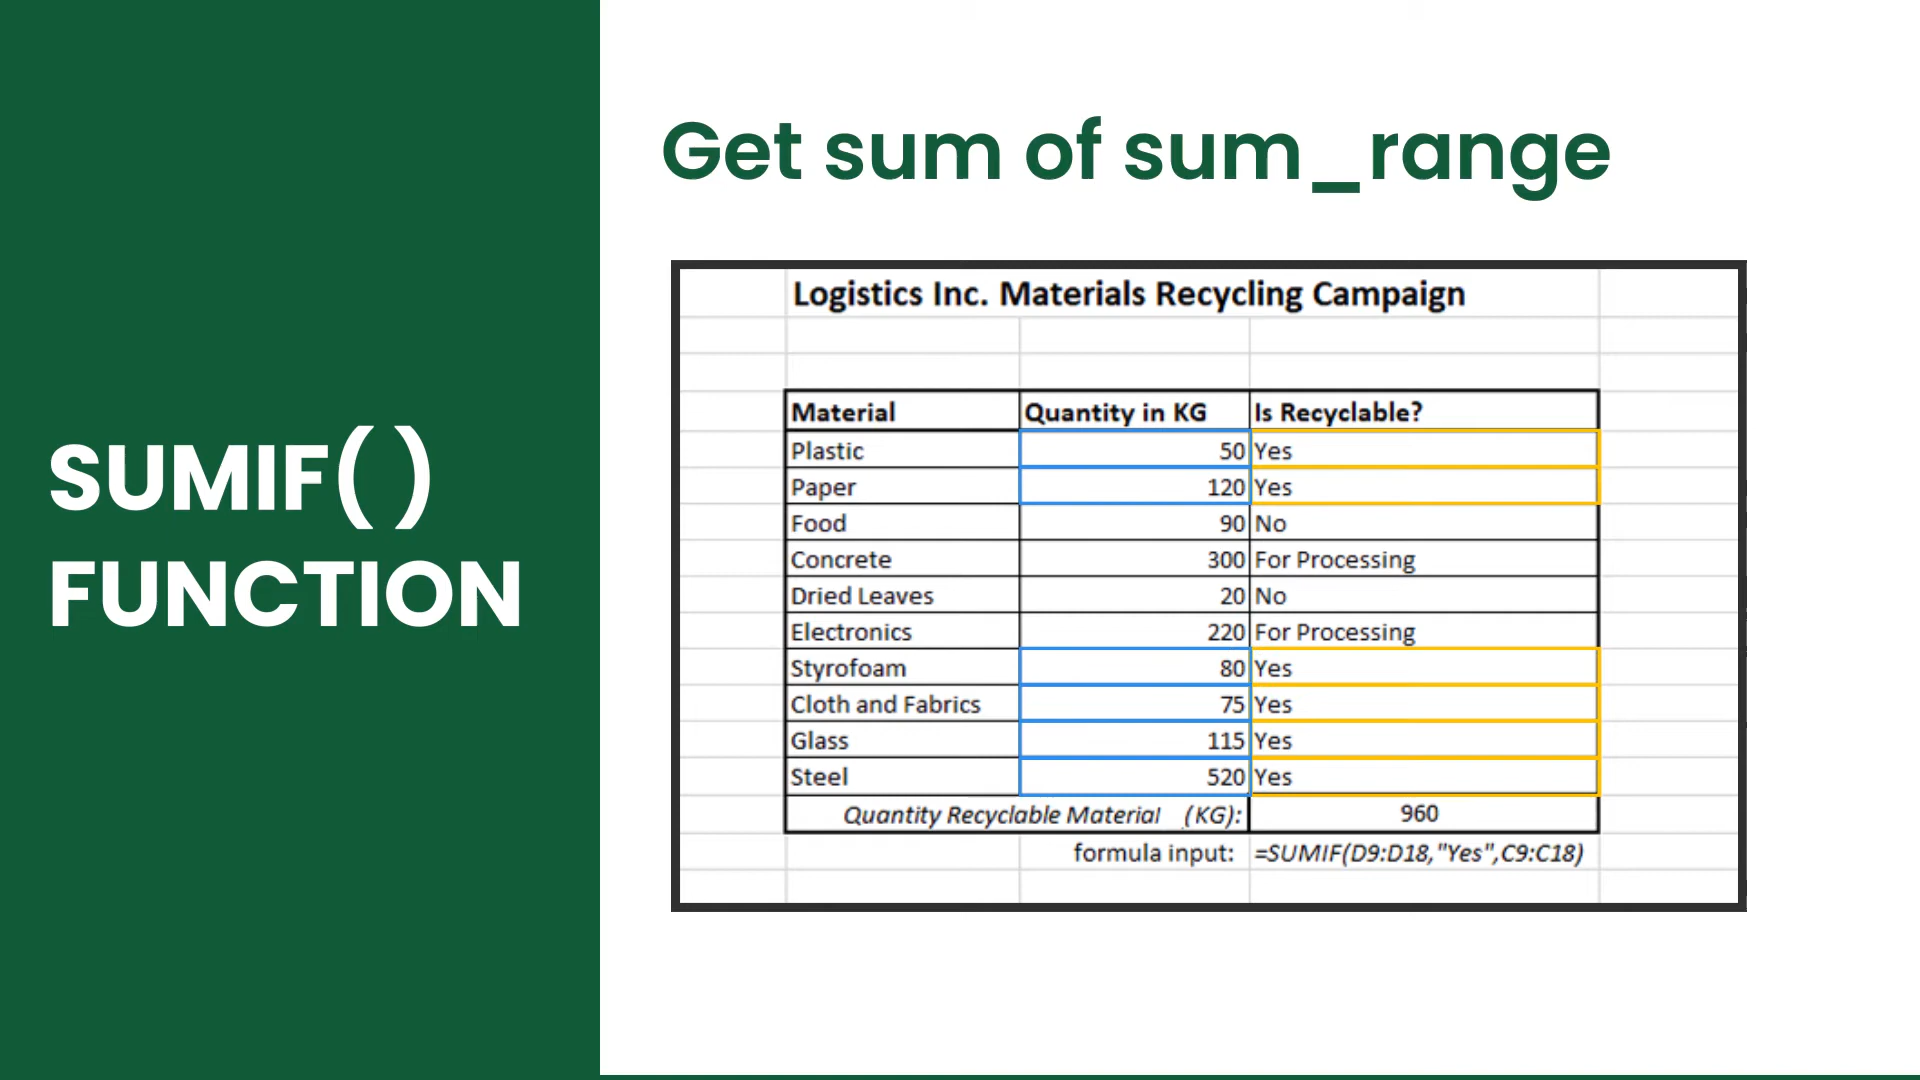 SUMIF( )
FUNCTION
Get sum of sum_range
Logistics Inc. Materials Recycling Campaign
Material Quantity in KG Is Recyclable?
Plastic 50 Yes
Paper 120 Yes
Food 90 No
Concrete 300 For Processing
Dried Leaves 20 No
Electronics 220 For Processing
Styrofoam 80 Yes
Cloth and Fabrics 75 Yes
Glass 115 Yes
Steel 520 Yes
Quantity Recyclable Material (KG): 960
formula input: =SUMIF(D9:D18,"Yes",C9:C18)